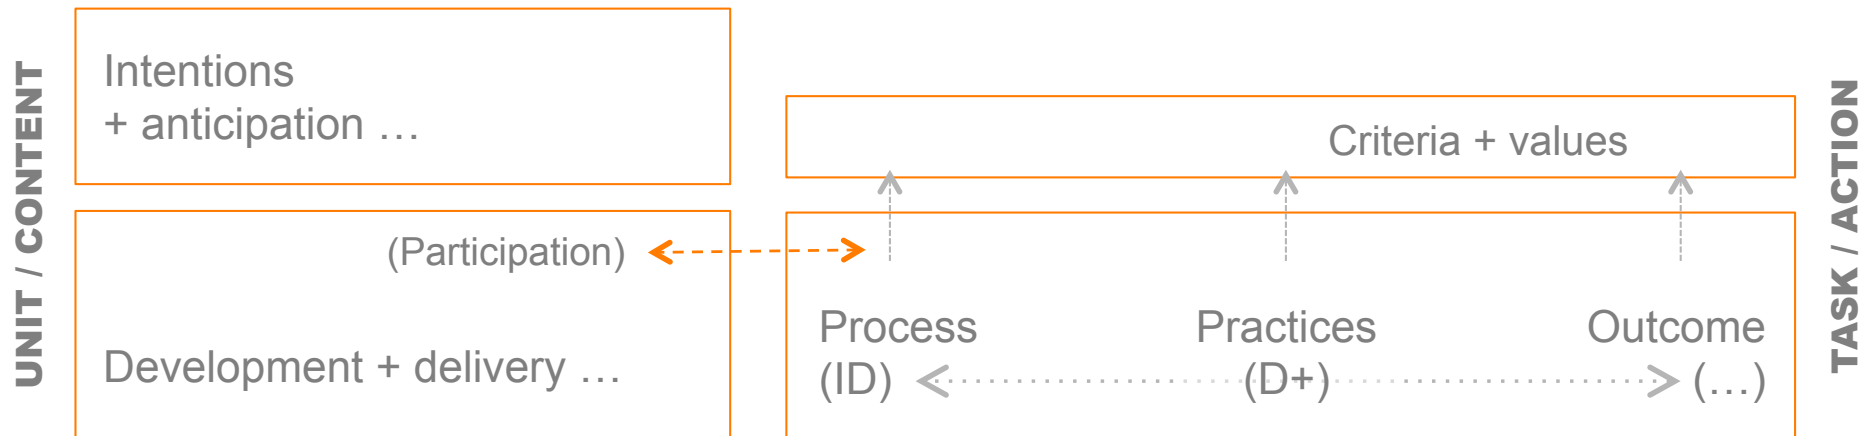 UNIT / CONTENT
Intentions
+ anticipation …
(Participation)
Development + delivery …
Criteria + values
Process
(ID)
Practices
(D+)
Outcome
(…)
TASK / ACTION